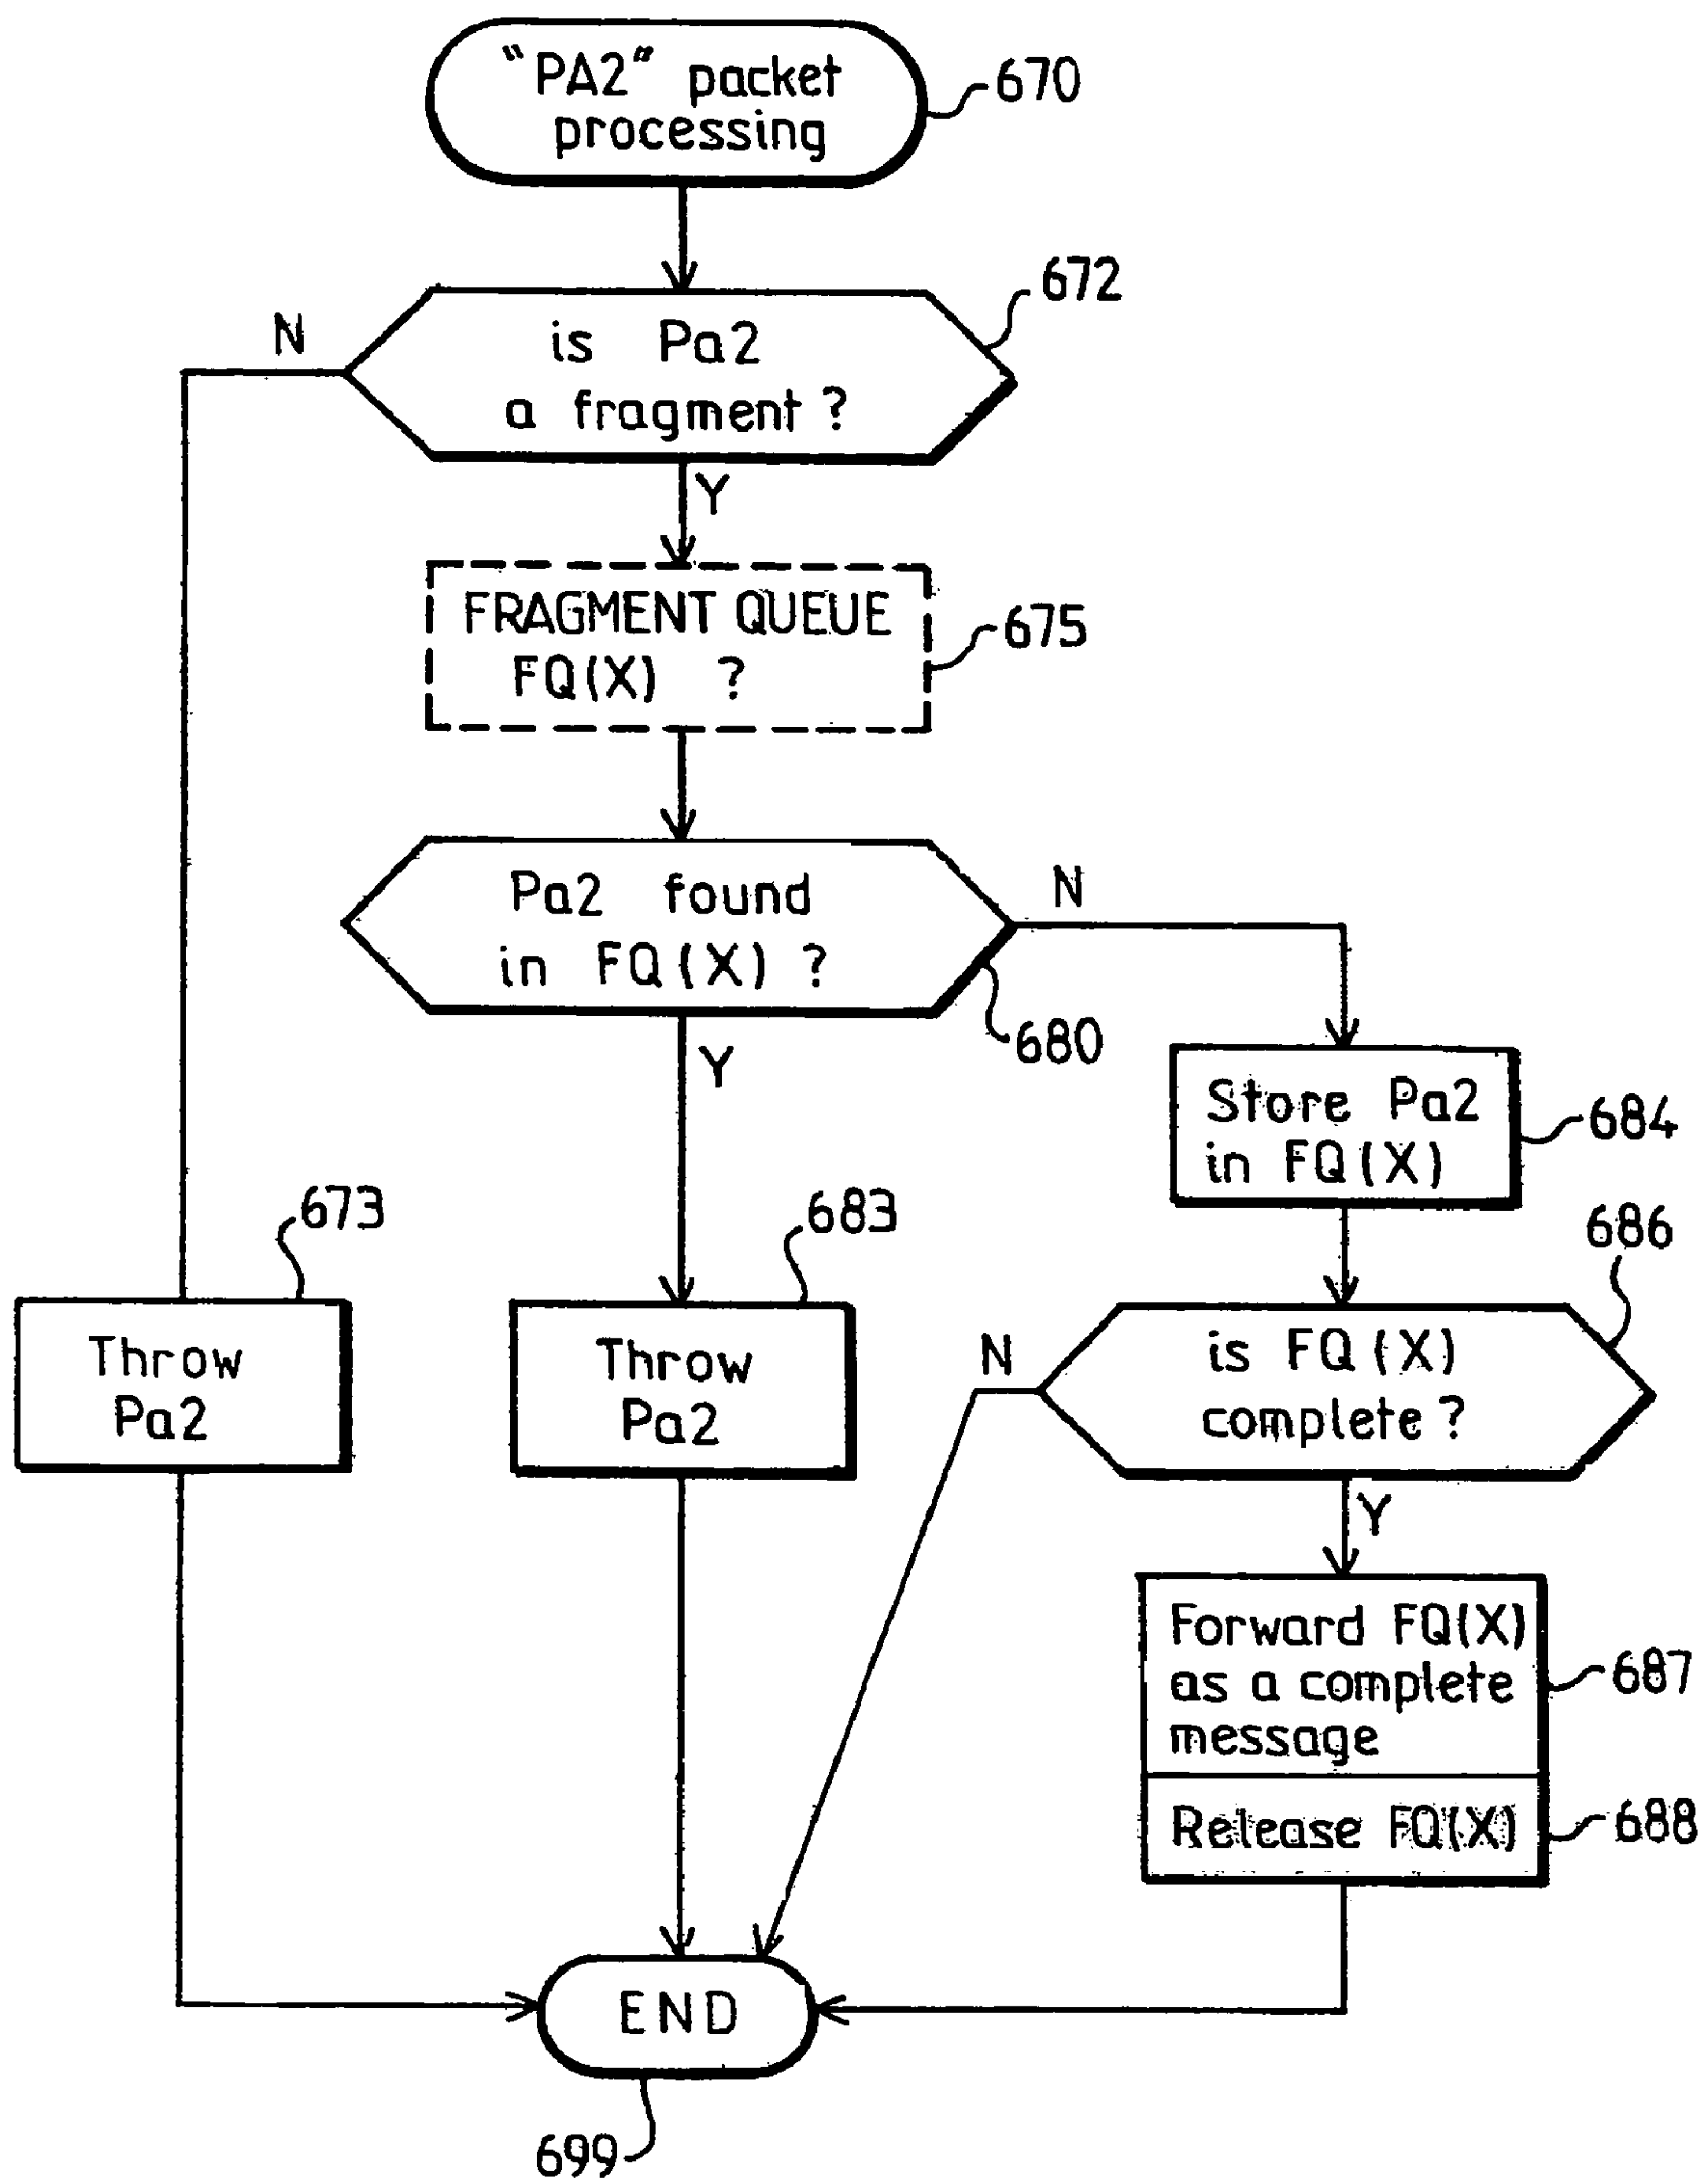 "PA2" packet
processing
670
672
N
is Pa2
a fragment ?
Y
FRAGMENT QUEUE
FQ(X) ?
675
Pa2 found
in FQ(X) ?
N
680
Y
Store Pa2
in FQ(X)
684
673
683
686
Throw
Pa2
Throw
Pa2
N
is FQ(X)
complete ?
Y
Forward FQ(X)
as a complete
message
687
Release FQ(X)
688
END
699